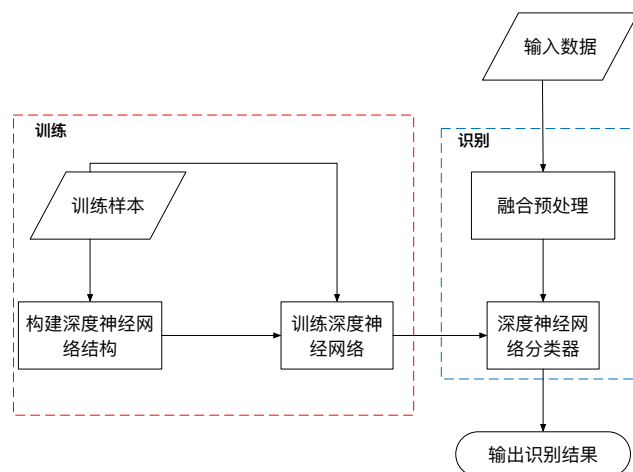 输入数据
训练
识别
训练样本
融合预处理
构建深度神经网
络结构
训练深度神
经网络
深度神经网
络分类器
输出识别结果